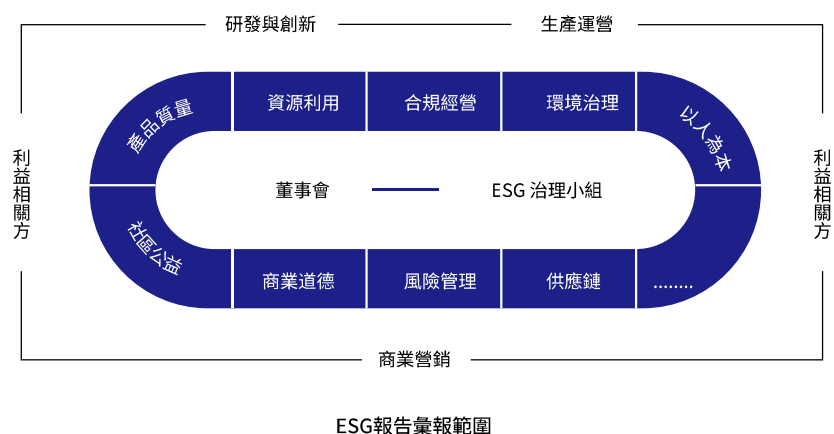 研發與創新
生產運營
產品質量
資源利用
合規經營
環境治理
以人為本
利益相關方
董事會
ESG 治理小組
利益相關方
社區公益
商業道德
風險管理
供應鏈
........
商業營銷
ESG報告彙報範圍